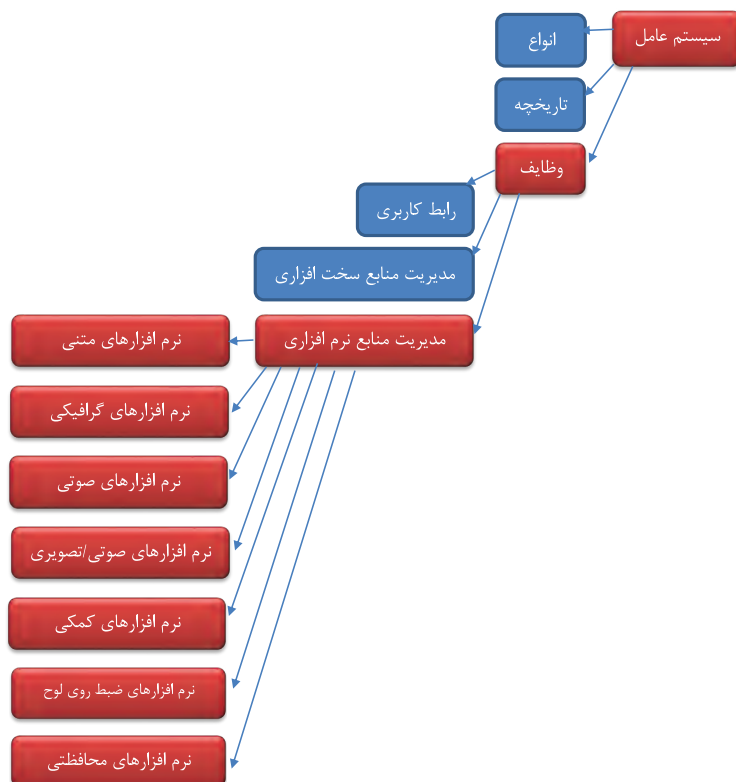 سیستم عامل
انواع
تاریخچه
وظایف
رابط کاربری
مدیریت منابع سخت افزاری
مدیریت منابع نرم افزاری
نرم افزارهای متنی
نرم افزارهای گرافیکی
نرم افزارهای صوتی
نرم افزارهای صوتی/تصویری
نرم افزارهای کمکی
نرم افزارهای ضبط روی لوح
نرم افزارهای محافظتی